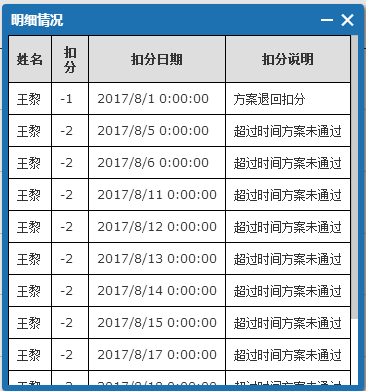 明细情况
姓名 扣分 扣分日期 扣分说明
王黎 -1 2017/8/1 0:00:00 方案退回扣分
王黎 -2 2017/8/5 0:00:00 超过时间方案未通过
王黎 -2 2017/8/6 0:00:00 超过时间方案未通过
王黎 -2 2017/8/11 0:00:00 超过时间方案未通过
王黎 -2 2017/8/12 0:00:00 超过时间方案未通过
王黎 -2 2017/8/13 0:00:00 超过时间方案未通过
王黎 -2 2017/8/14 0:00:00 超过时间方案未通过
王黎 -2 2017/8/15 0:00:00 超过时间方案未通过
王黎 -2 2017/8/17 0:00:00 超过时间方案未通过